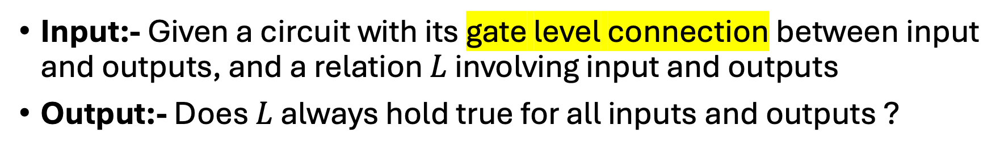 • Input:- Given a circuit with its gate level connection between input
and outputs, and a relation L involving input and outputs
• Output:- Does L always hold true for all inputs and outputs ?